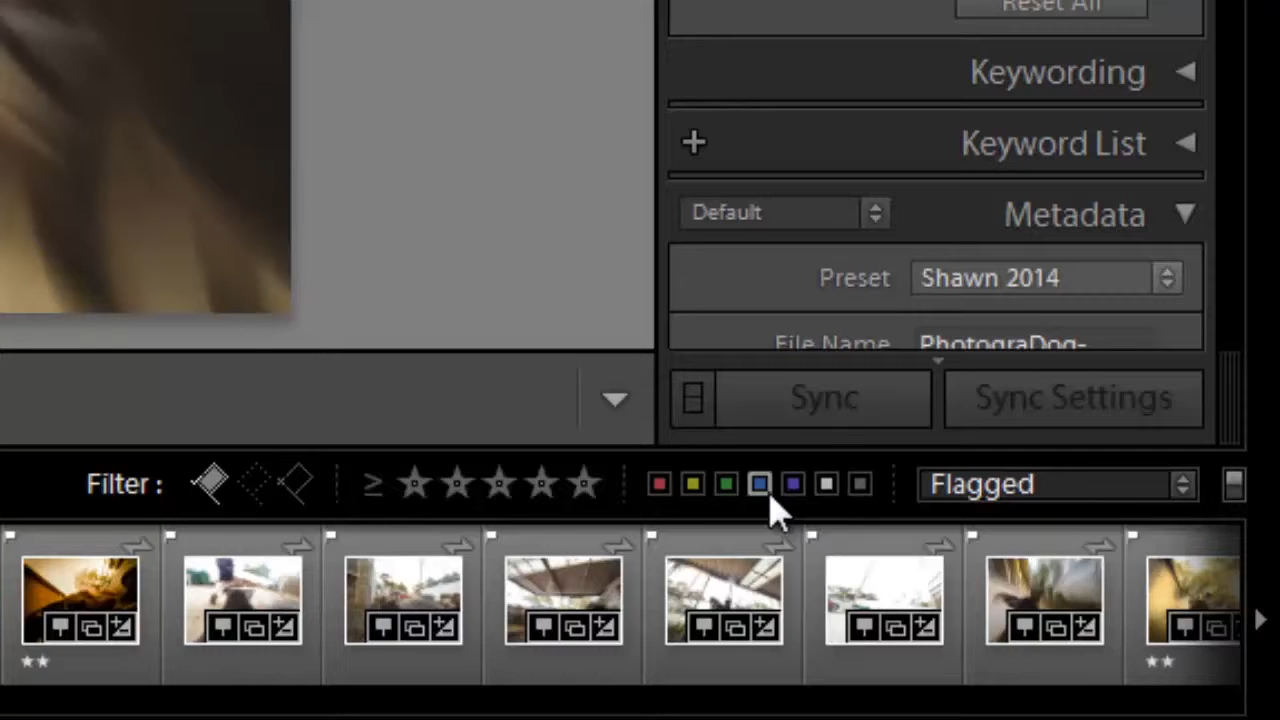 Reset All
Keywording
Keyword List
Default
Metadata
Preset
Shawn 2014
File Name
PhotograDog-
Sync
Sync Settings
Filter :
≥
Flagged